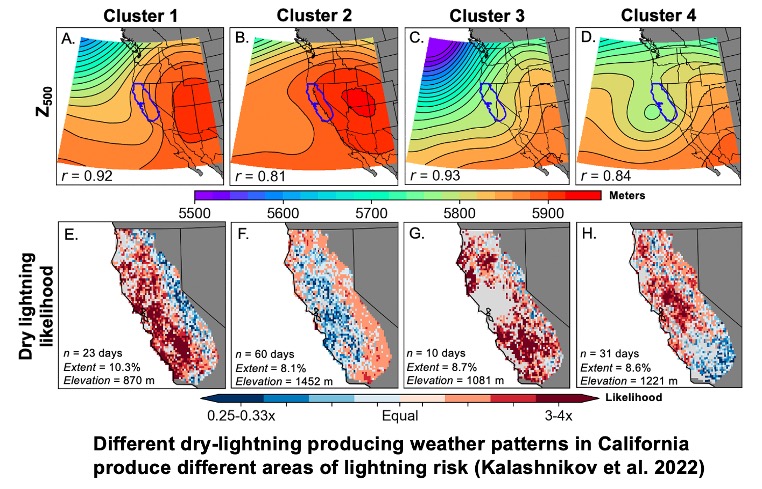 Cluster 1 Cluster 2 Cluster 3 Cluster 4
A. B. C. D.
Z500
r = 0.92 r = 0.81 r = 0.93 r = 0.84
Meters
5500 5600 5700 5800 5900
E. F. G. H.
Dry lightning
likelihood
n = 23 days n = 60 days n = 10 days n = 31 days
Extent = 10.3% Extent = 8.1% Extent = 8.7% Extent = 8.6%
Elevation = 870 m Elevation = 1452 m Elevation = 1081 m Elevation = 1221 m
Likelihood
0.25-0.33x Equal 3-4x
Different dry-lightning producing weather patterns in California
produce different areas of lightning risk (Kalashnikov et al. 2022)